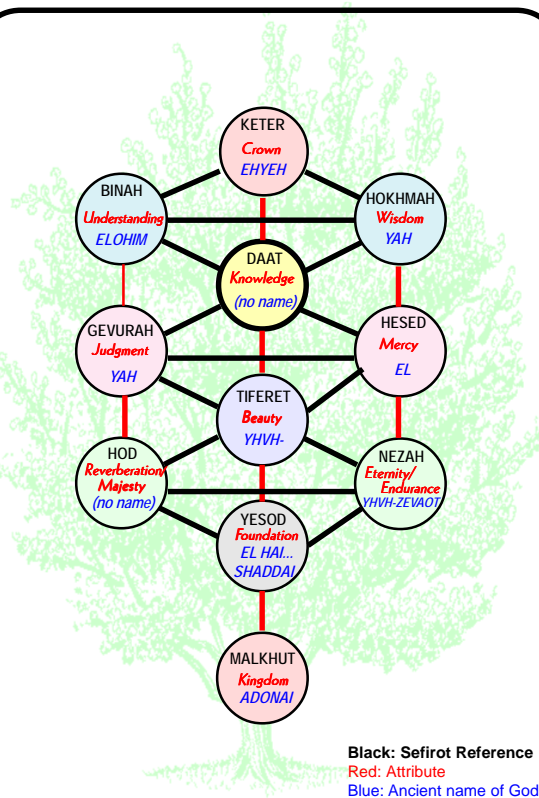 KETER
Crown
EHYEH
BINAH
Understanding
ELOHIM
HOKHMAH
Wisdom
YAH
DAAT
Knowledge
(no name)
GEVURAH
Judgment
YAH
HESED
Mercy
EL
TIFERET
Beauty
YHVH-
HOD
Reverberation/
Majesty
(no name)
NEZAH
Eternity/
Endurance
YHVH-ZEVAOT
YESOD
Foundation
EL HAI...
SHADDAI
MALKHUT
Kingdom
ADONAI
Black: Sefirot Reference
Red: Attribute
Blue: Ancient name of God